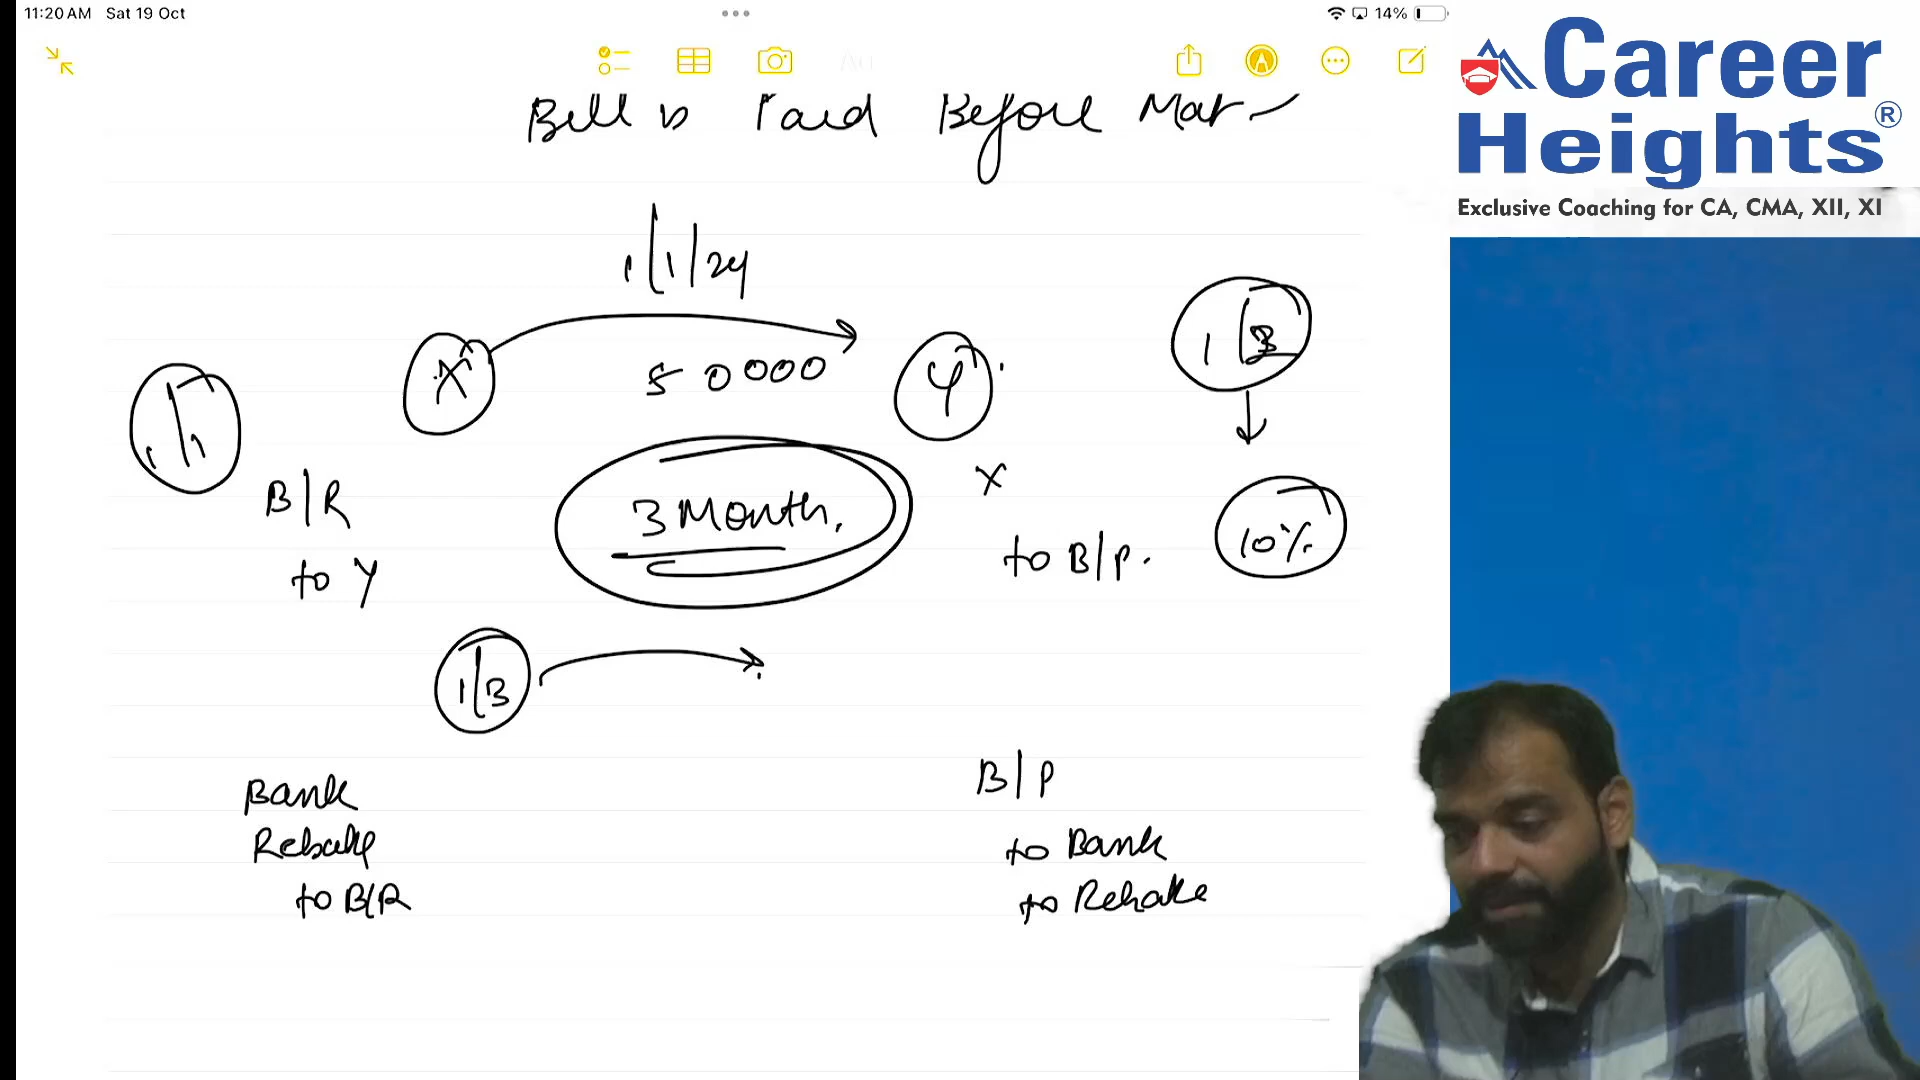 11:20 AM Sat 19 Oct
14%
Career
Heights®
Exclusive Coaching for CA, CMA, XII, XI
Bill is Paid Before Mat
1/1/24
X
50000
Y
1/3
1/1
B/R
to Y
3 Month.
X
to B/P.
10%
1/3
Bank
Rebate
to B/R
B/P
to Bank
to Rebate